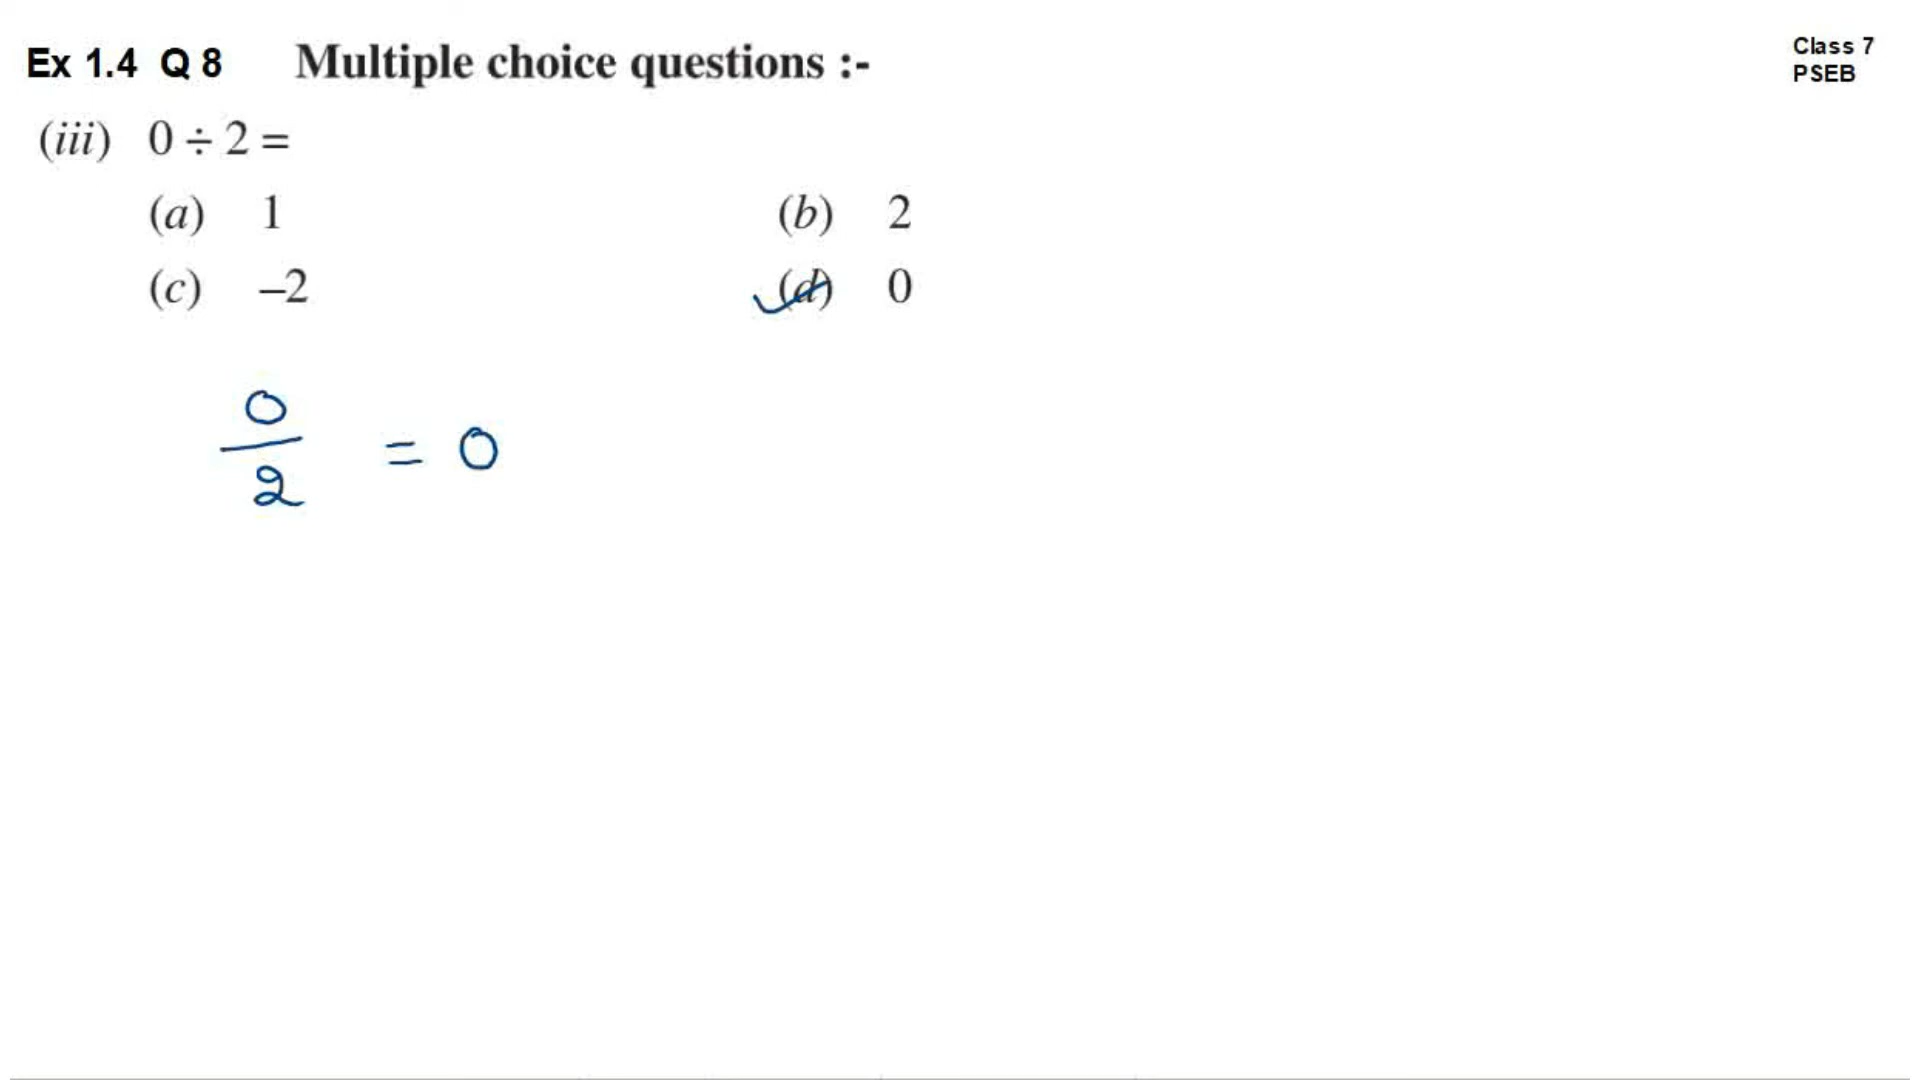 Ex 1.4 Q 8 Multiple choice questions :-
Class 7
PSEB
(iii) 0 ÷ 2 =
(a) 1 (b) 2
(c) –2 (d) 0
0
2 = 0